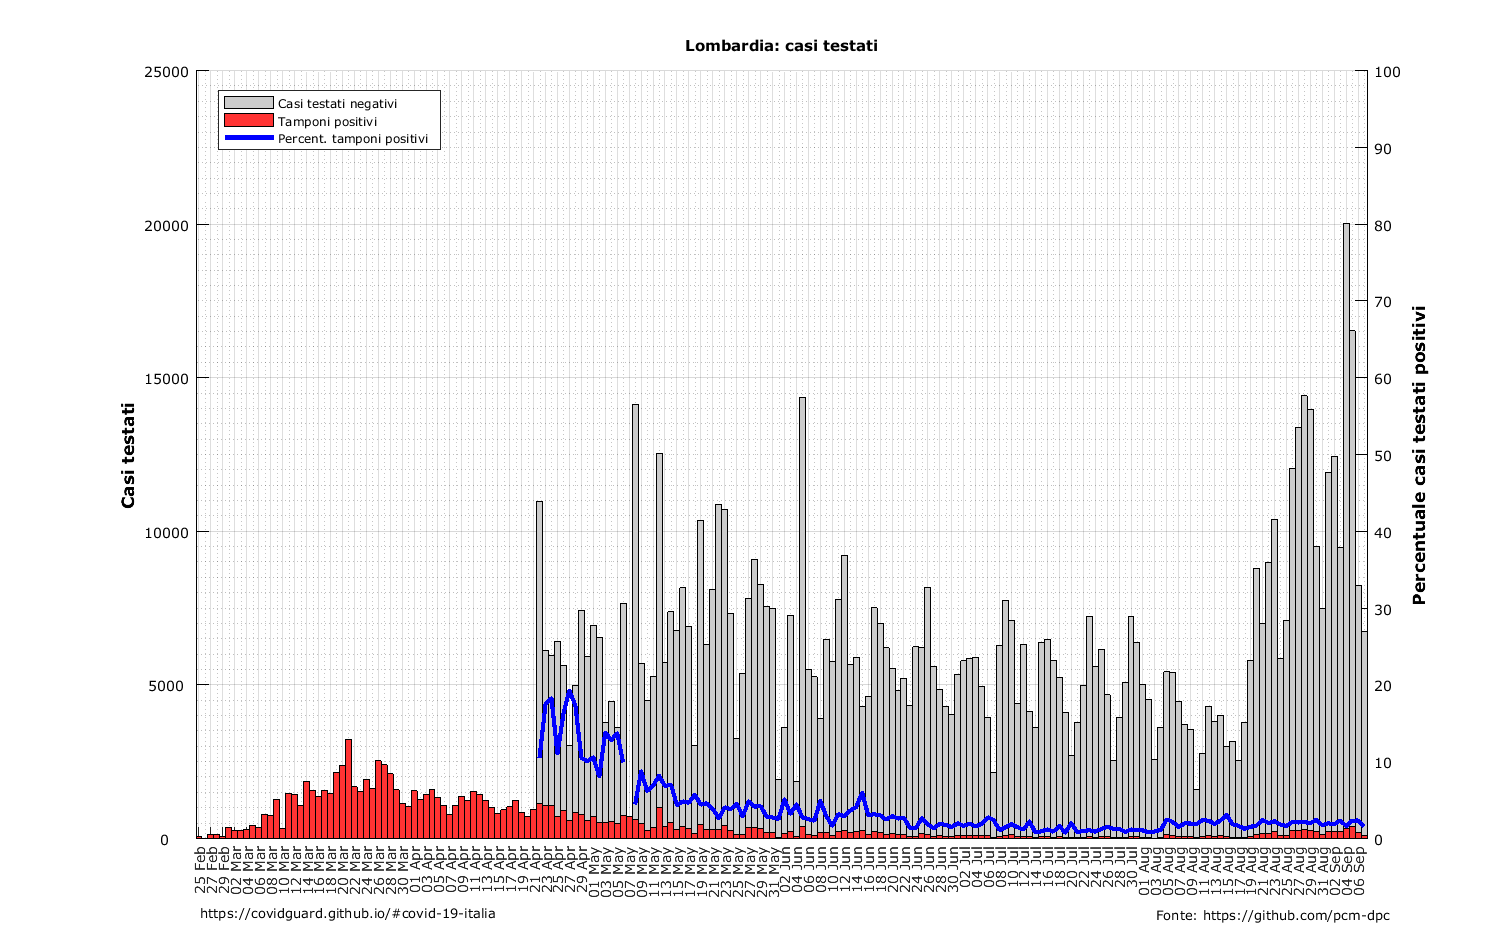 Lombardia: casi testati
Casi testati negativi
Tamponi positivi
Percent. tamponi positivi
Casi testati
25000
20000
15000
10000
5000
0
Percentuale casi testati positivi
100
90
80
70
60
50
40
30
20
10
0
25 Feb
27 Feb
29 Feb
02 Mar
04 Mar
06 Mar
08 Mar
10 Mar
12 Mar
14 Mar
16 Mar
18 Mar
20 Mar
22 Mar
24 Mar
26 Mar
28 Mar
30 Mar
01 Apr
03 Apr
05 Apr
07 Apr
09 Apr
11 Apr
13 Apr
15 Apr
17 Apr
19 Apr
21 Apr
23 Apr
25 Apr
27 Apr
29 Apr
01 May
03 May
05 May
07 May
09 May
11 May
13 May
15 May
17 May
19 May
21 May
23 May
25 May
27 May
29 May
31 May
02 Jun
04 Jun
06 Jun
08 Jun
10 Jun
12 Jun
14 Jun
16 Jun
18 Jun
20 Jun
22 Jun
24 Jun
26 Jun
28 Jun
30 Jun
02 Jul
04 Jul
06 Jul
08 Jul
10 Jul
12 Jul
14 Jul
16 Jul
18 Jul
20 Jul
22 Jul
24 Jul
26 Jul
28 Jul
30 Jul
01 Aug
03 Aug
05 Aug
07 Aug
09 Aug
11 Aug
13 Aug
15 Aug
17 Aug
19 Aug
21 Aug
23 Aug
25 Aug
27 Aug
29 Aug
31 Aug
02 Sep
04 Sep
06 Sep
https://covidguard.github.io/#covid-19-italia
Fonte: https://github.com/pcm-dpc